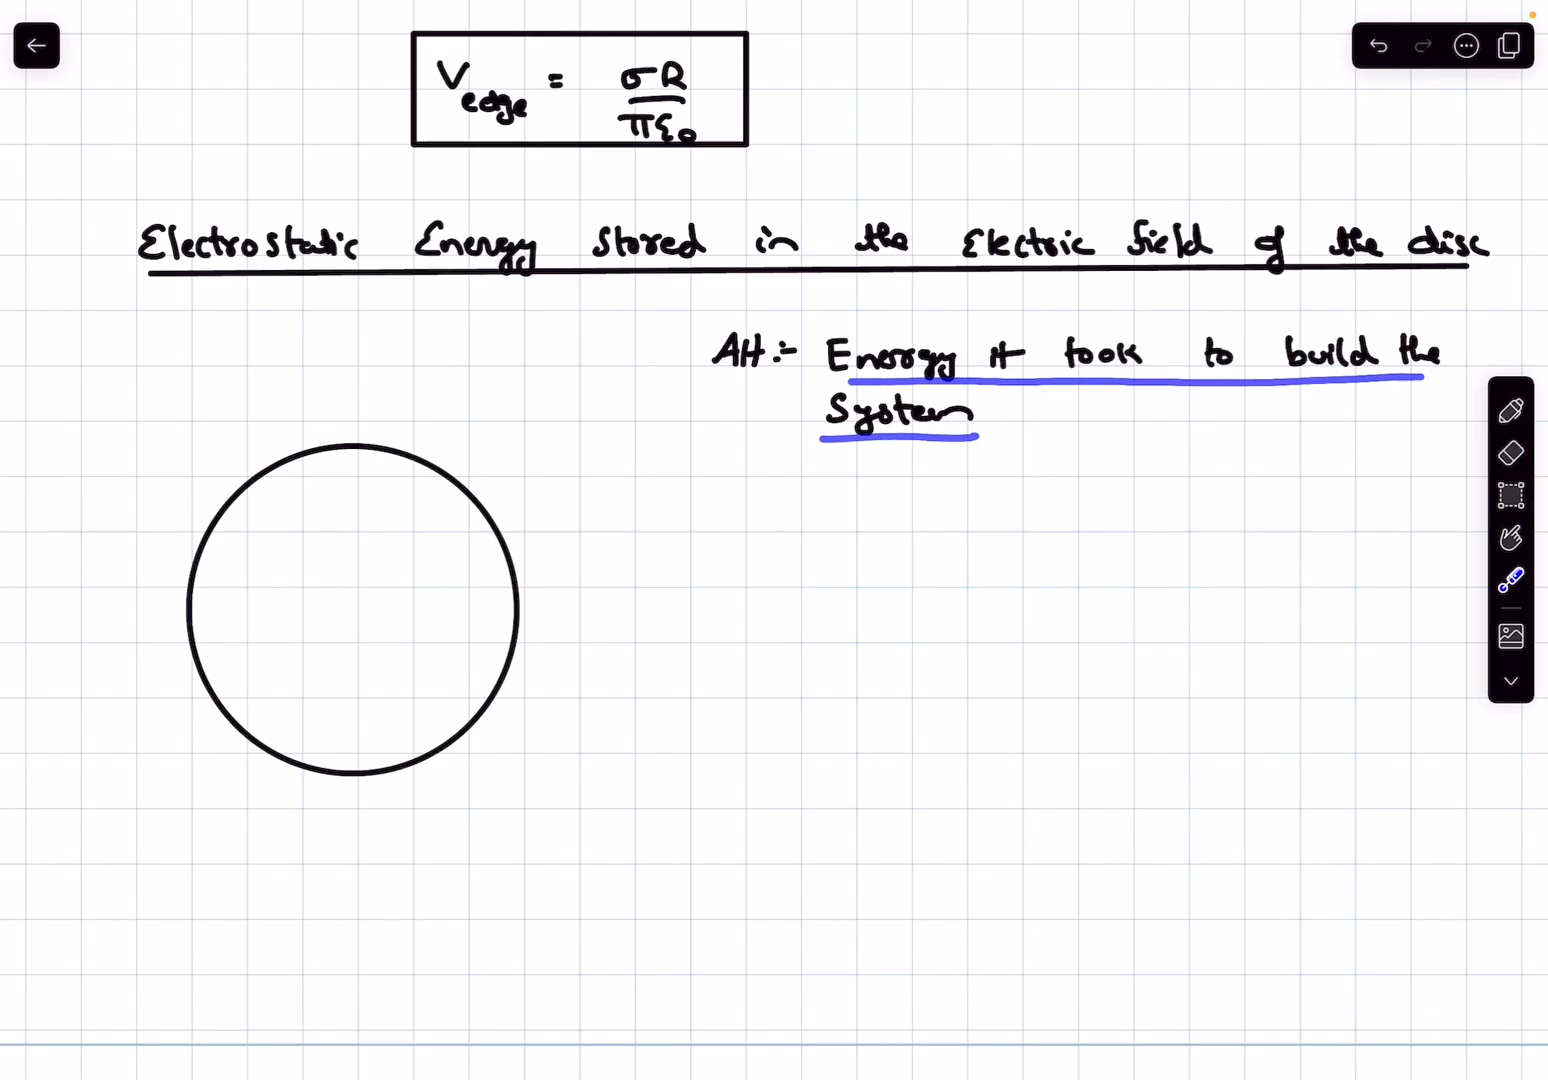 V_edge = σR / πε₀
Electrostatic Energy stored in the Electric field of the disc
Alt :- Energy it took to build the
System